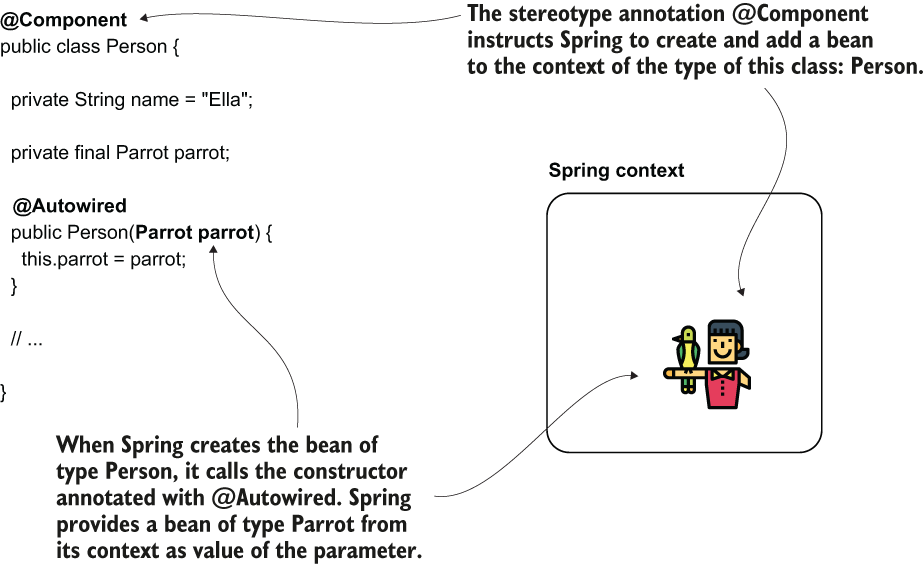 @Component
public class Person {
private String name = "Ella";
private final Parrot parrot;
@Autowired
public Person(Parrot parrot) {
this.parrot = parrot;
}
// ...
}
The stereotype annotation @Component
instructs Spring to create and add a bean
to the context of the type of this class: Person.
Spring context
When Spring creates the bean of
type Person, it calls the constructor
annotated with @Autowired. Spring
provides a bean of type Parrot from
its context as value of the parameter.